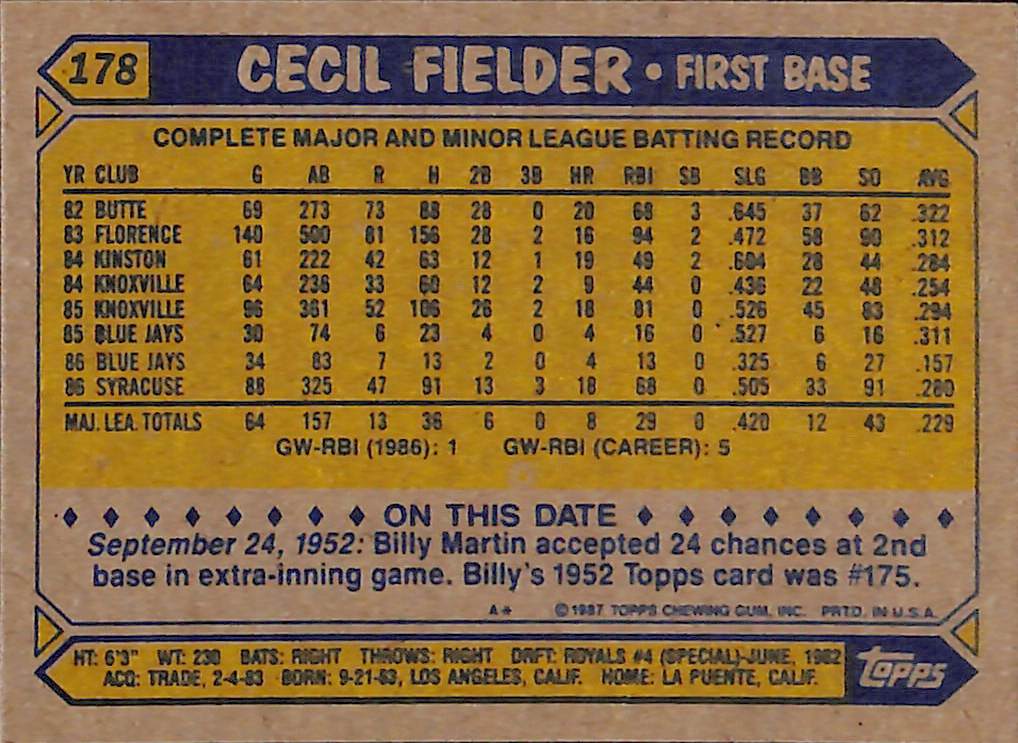 178 CECIL FIELDER • FIRST BASE
COMPLETE MAJOR AND MINOR LEAGUE BATTING RECORD
YR CLUB G AB R H 2B 3B HR RBI SB SLG BB SO AVG
82 BUTTE 69 273 73 88 28 0 20 68 3 .645 37 62 .322
83 FLORENCE 140 500 81 156 28 2 16 94 2 .472 58 90 .312
84 KINSTON 61 222 42 63 12 1 19 49 2 .604 28 44 .284
84 KNOXVILLE 64 236 33 60 12 2 9 44 0 .436 22 48 .254
85 KNOXVILLE 96 361 52 106 26 2 18 81 0 .526 45 83 .294
85 BLUE JAYS 30 74 6 23 4 0 4 16 0 .527 6 16 .311
86 BLUE JAYS 34 83 7 13 2 0 4 13 0 .325 6 27 .157
86 SYRACUSE 88 325 47 91 13 3 18 68 0 .505 33 91 .280
MAJ. LEA. TOTALS 64 157 13 36 6 0 8 29 0 .420 12 43 .229
GW-RBI (1986): 1 GW-RBI (CAREER): 5
ON THIS DATE
September 24, 1952: Billy Martin accepted 24 chances at 2nd
base in extra-inning game. Billy's 1952 Topps card was #175.
A* © 1987 TOPPS CHEWING GUM, INC. PRTD. IN U.S.A.
HT: 6'3" WT: 230 BATS: RIGHT THROWS: RIGHT DRFT: ROYALS #4 (SPECIAL)-JUNE, 1982
ACQ: TRADE, 2-4-83 BORN: 9-21-63, LOS ANGELES, CALIF. HOME: LA PUENTE, CALIF.
TOPPS